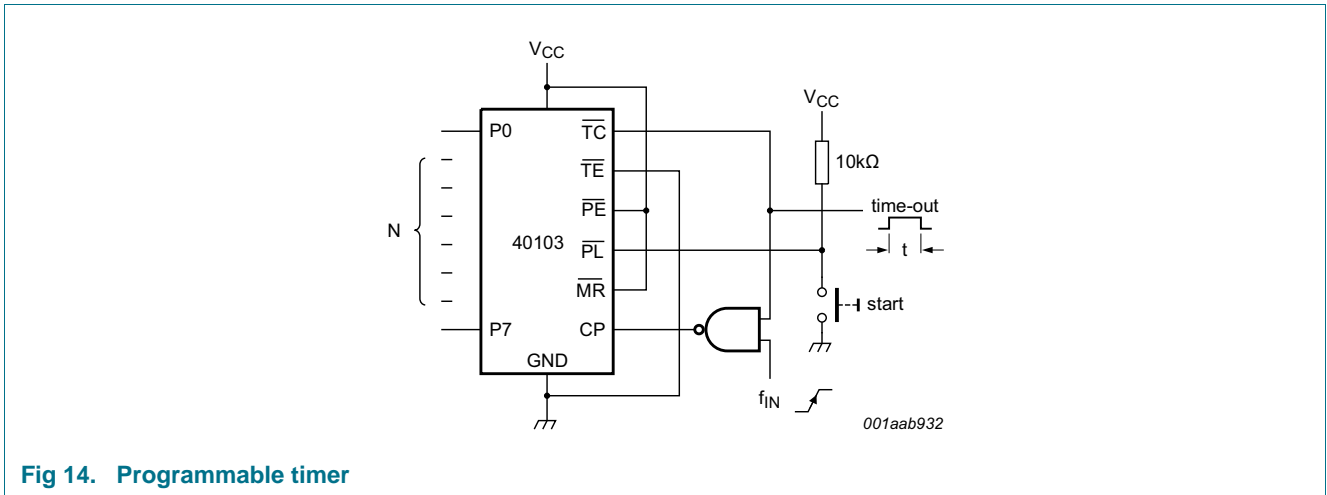 VCC
VCC
P0
TC
10kΩ
TE
time-out
PE
N
40103
PL
t
MR
start
P7
CP
GND
fIN
001aab932
Fig 14. Programmable timer